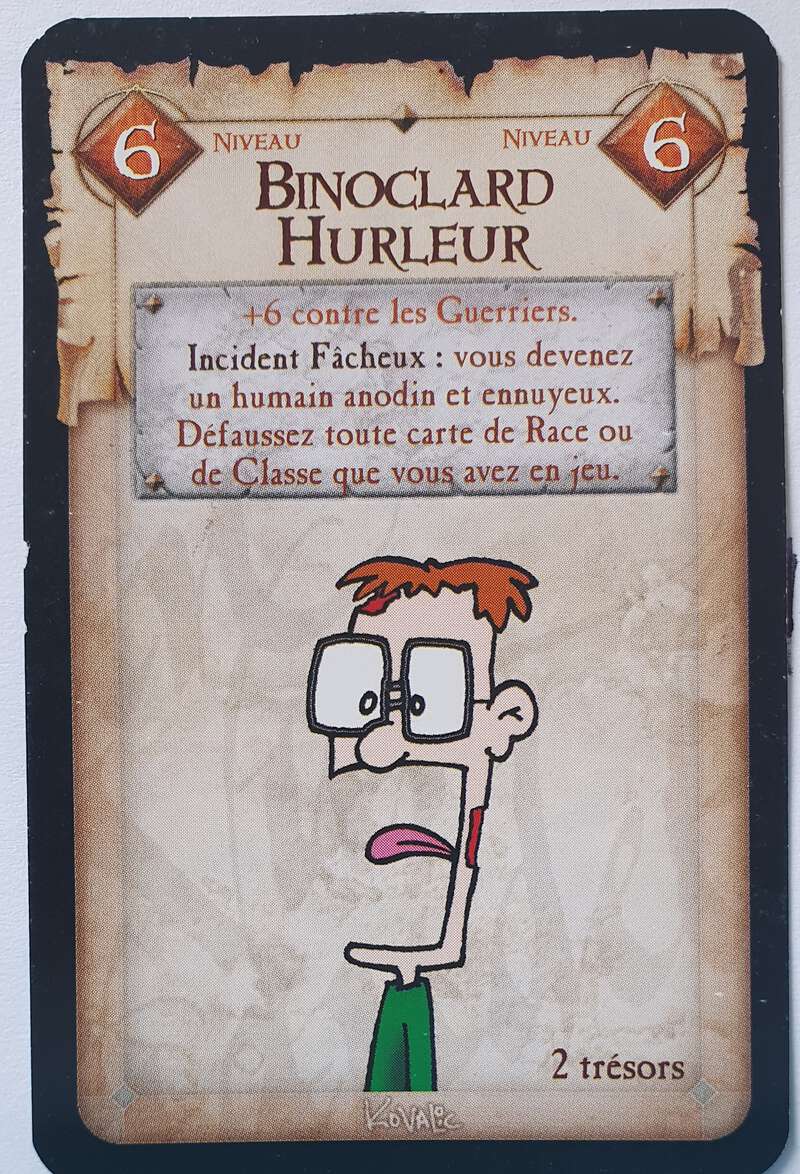 6 NIVEAU NIVEAU 6
BINOCLARD
HURLEUR
+6 contre les Guerriers.
Incident Fâcheux : vous devenez
un humain anodin et ennuyeux.
Défaussez toute carte de Race ou
de Classe que vous avez en jeu.
2 trésors
KOVALIC